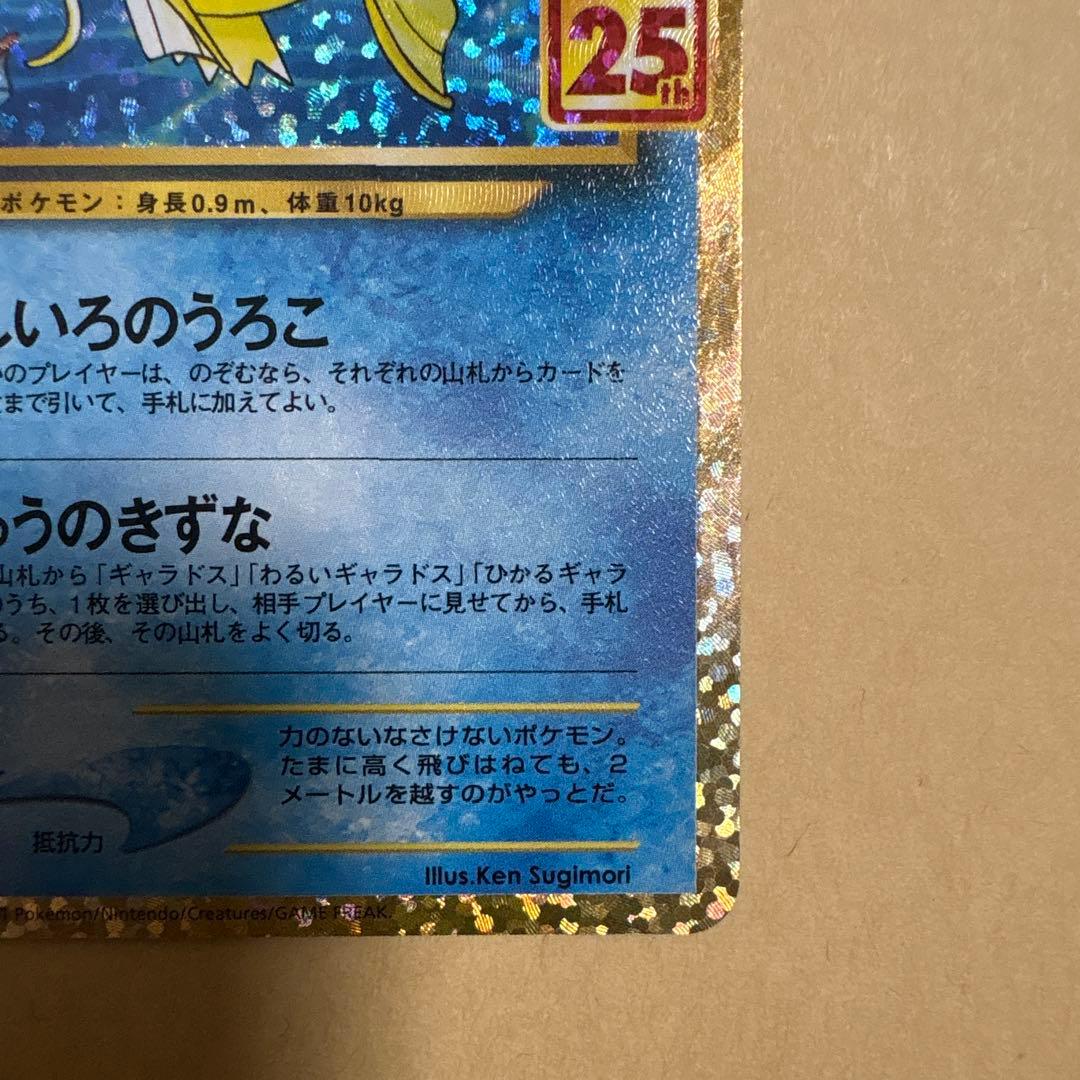 25th
ポケモン：身長0.9m、体重10kg
いろのうろこ
のプレイヤーは、のぞむなら、それぞれの山札からカードを
まで引いて、手札に加えてよい。
うのきずな
山札から「ギャラドス」「わるいギャラドス」「ひかるギャラ
うち、1枚を選び出し、相手プレイヤーに見せてから、手札
る。その後、その山札をよく切る。
力のないなさけないポケモン。
たまに高く飛びはねても、2
メートルを越すのがやっとだ。
抵抗力
Illus.Ken Sugimori
Pokémon/Nintendo/Creatures/GAME FREAK.